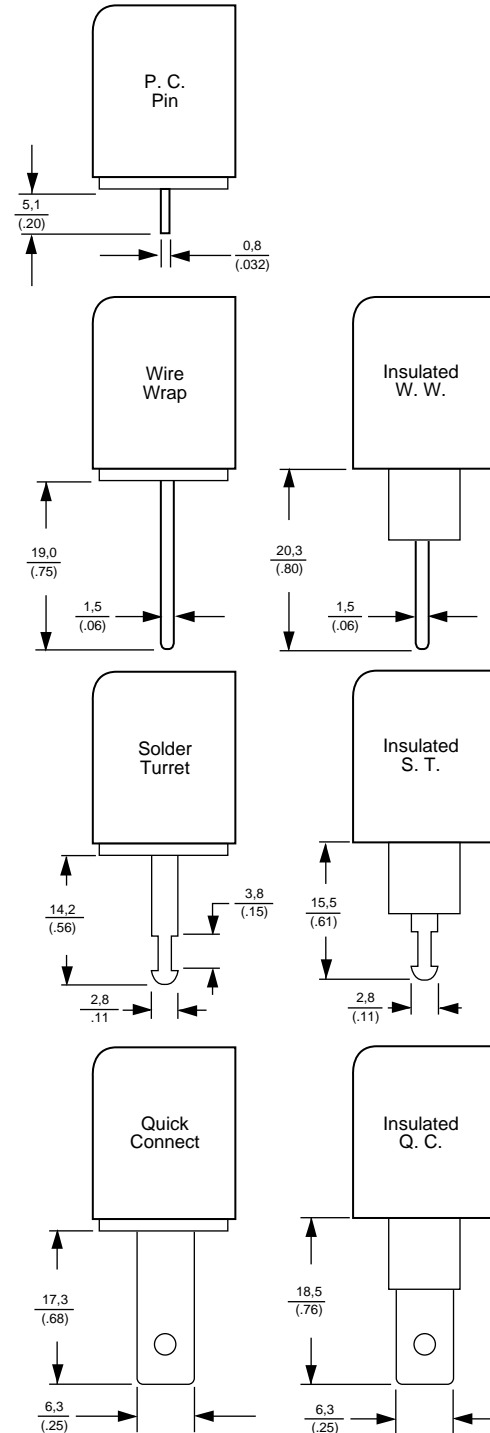 P. C.
Pin
5,1
(.20)
0,8
(.032)
Wire
Wrap
19,0
(.75)
1,5
(.06)
Insulated
W. W.
20,3
(.80)
1,5
(.06)
Solder
Turret
14,2
(.56)
3,8
(.15)
2,8
.11
Insulated
S. T.
15,5
(.61)
2,8
(.11)
Quick
Connect
17,3
(.68)
6,3
(.25)
Insulated
Q. C.
18,5
(.76)
6,3
(.25)